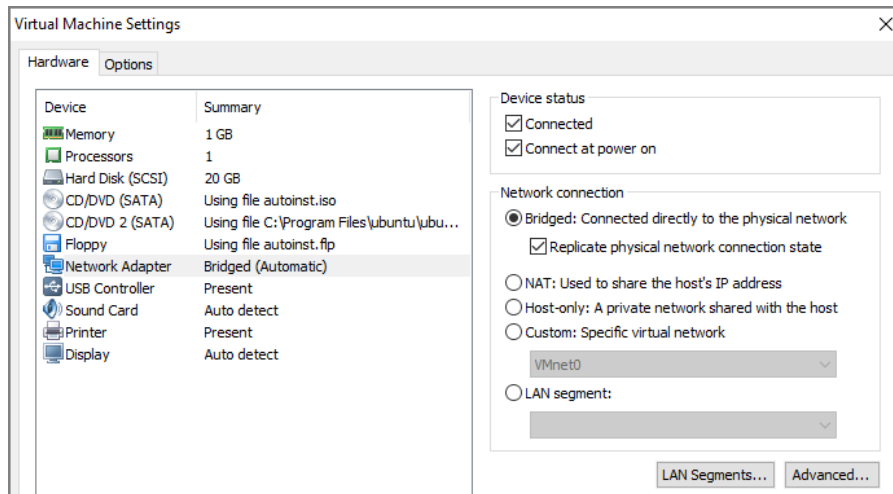 Virtual Machine Settings
Hardware Options
Device Summary
Memory 1 GB
Processors 1
Hard Disk (SCSI) 20 GB
CD/DVD (SATA) Using file autoinst.iso
CD/DVD 2 (SATA) Using file C:\Program Files\ubuntu\ubu...
Floppy Using file autoinst.flp
Network Adapter Bridged (Automatic)
USB Controller Present
Sound Card Auto detect
Printer Present
Display Auto detect
Device status
Connected
Connect at power on
Network connection
Bridged: Connected directly to the physical network
Replicate physical network connection state
NAT: Used to share the host's IP address
Host-only: A private network shared with the host
Custom: Specific virtual network
VMnet0
LAN segment:
LAN Segments... Advanced...